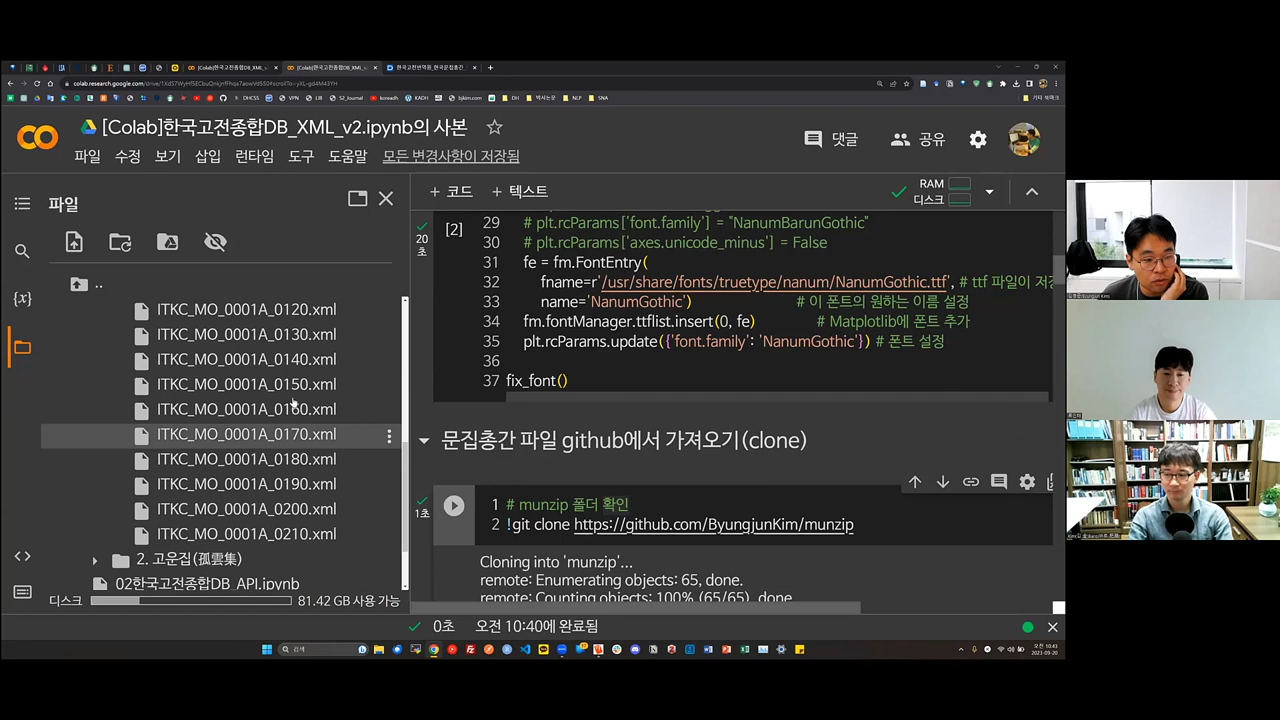 [Colab]한국고전종합DB_XML_v2.ipynb의 사본
댓글
공유
파일 수정 보기 삽입 런타임 도구 도움말 모든 변경사항이 저장됨
파일
+ 코드 + 텍스트
RAM
디스크
..
ITKC_MO_0001A_0120.xml
ITKC_MO_0001A_0130.xml
ITKC_MO_0001A_0140.xml
ITKC_MO_0001A_0150.xml
ITKC_MO_0001A_0160.xml
ITKC_MO_0001A_0170.xml
ITKC_MO_0001A_0180.xml
ITKC_MO_0001A_0190.xml
ITKC_MO_0001A_0200.xml
ITKC_MO_0001A_0210.xml
2. 고운집(孤雲集)
02한국고전종합DB_API.ipynb
디스크 81.42 GB 사용 가능
20초
[2]
29 # plt.rcParams['font.family'] = "NanumBarunGothic"
30 # plt.rcParams['axes.unicode_minus'] = False
31 fe = fm.FontEntry(
32 fname=r'/usr/share/fonts/truetype/nanum/NanumGothic.ttf', # ttf 파일이 저장
33 name='NanumGothic') # 이 폰트의 원하는 이름 설정
34 fm.fontManager.ttflist.insert(0, fe) # Matplotlib에 폰트 추가
35 plt.rcParams.update({'font.family': 'NanumGothic'}) # 폰트 설정
36
37 fix_font()
문집총간 파일 github에서 가져오기(clone)
1초
1 # munzip 폴더 확인
2 !git clone https://github.com/ByungjunKim/munzip
Cloning into 'munzip'...
remote: Enumerating objects: 65, done.
remote: Counting objects: 100% (65/65), done.
0초 오전 10:40에 완료됨
검색
오전 10:43
2023-09-20